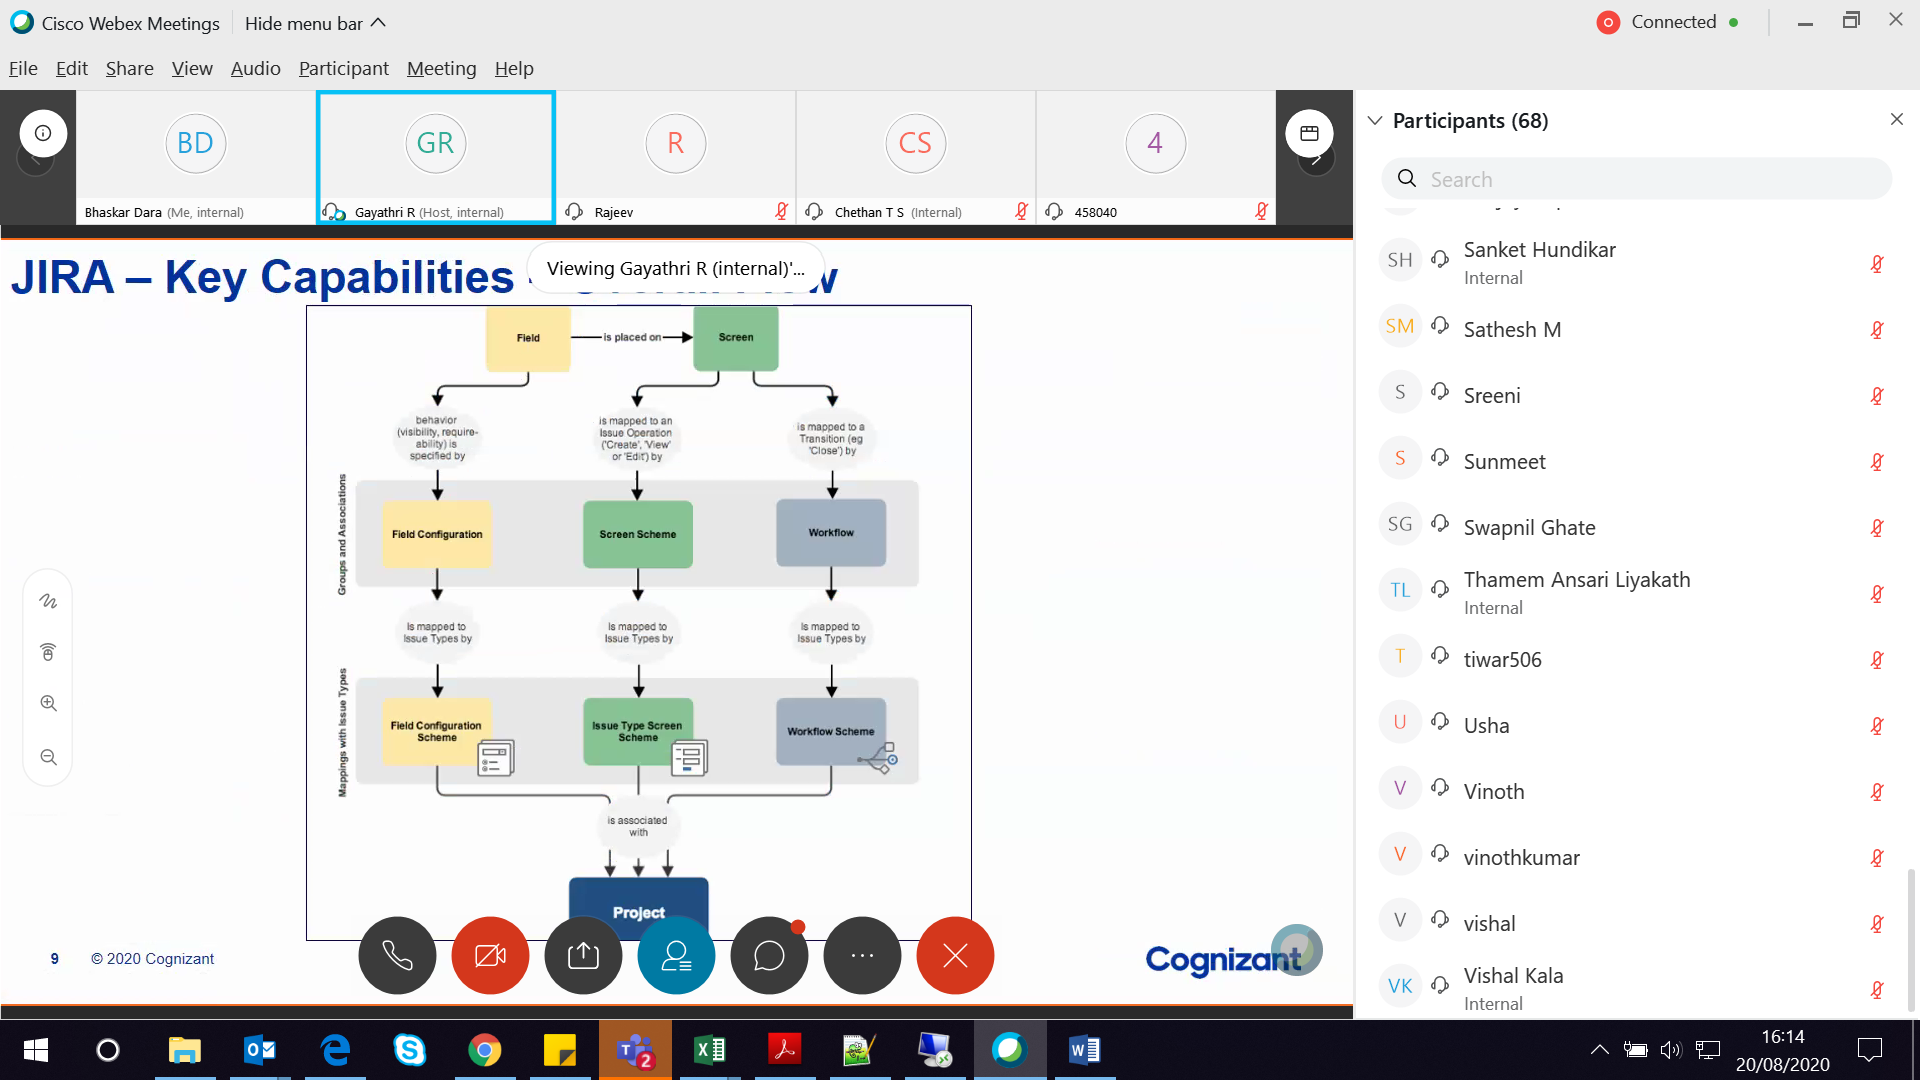 Cisco Webex Meetings
Hide menu bar
Connected
File Edit Share View Audio Participant Meeting Help
BD
GR
R
CS
4
Bhaskar Dara (Me, internal)
Gayathri R (Host, internal)
Rajeev
Chethan T S (Internal)
458040
Viewing Gayathri R (internal)'...
JIRA – Key Capabilities
Field
is placed on
Screen
behavior
(visibility, require-
ability) is
specified by
is mapped to an
Issue Operation
('Create', 'View'
or 'Edit') by
is mapped to a
Transition (eg
'Close') by
Groups and Associations
Field Configuration
Screen Scheme
Workflow
Is mapped to
Issue Types by
Is mapped to
Issue Types by
Is mapped to
Issue Types by
Mappings with Issue Types
Field Configuration
Scheme
Issue Type Screen
Scheme
Workflow Scheme
is associated
with
Project
9
© 2020 Cognizant
Cognizant
Participants (68)
Search
SH
Sanket Hundikar
Internal
SM
Sathesh M
S
Sreeni
S
Sunmeet
SG
Swapnil Ghate
TL
Thamem Ansari Liyakath
Internal
T
tiwar506
U
Usha
V
Vinoth
V
vinothkumar
V
vishal
VK
Vishal Kala
Internal
2
16:14
20/08/2020